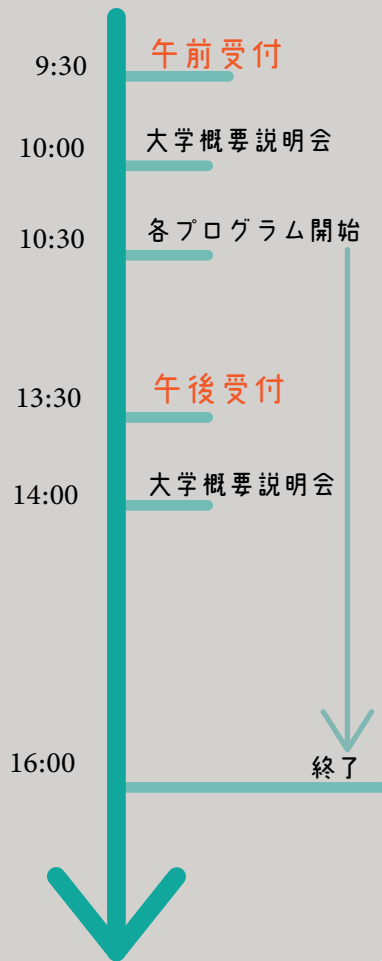 9:30 午前受付
10:00 大学概要説明会
10:30 各プログラム開始
13:30 午後受付
14:00 大学概要説明会
16:00 終了